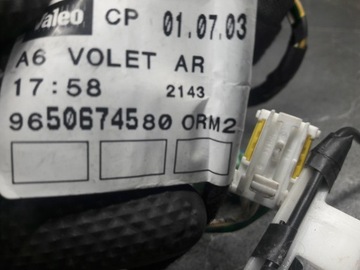 Valeo CP 01.07.03
A6 VOLET AR
17:58 2143
9650674580 ORM2